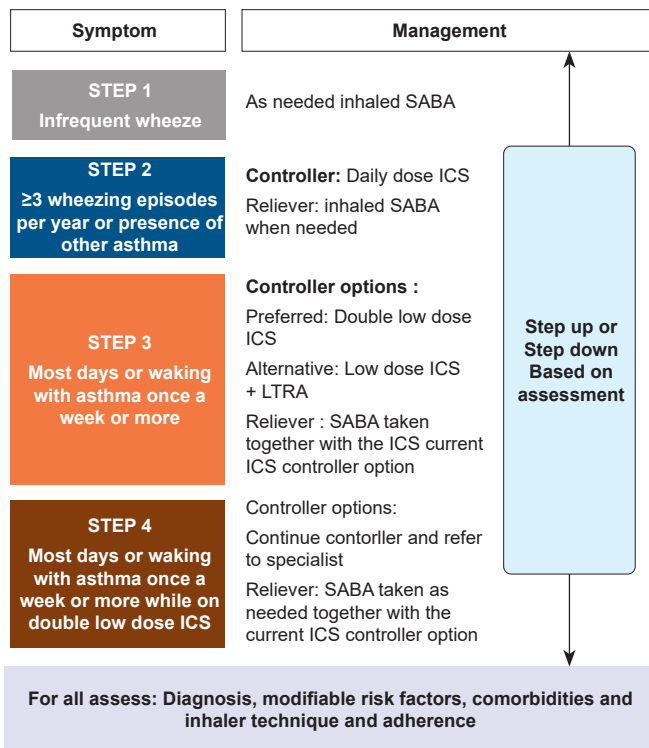 Symptom
Management
STEP 1
Infrequent wheeze
As needed inhaled SABA
STEP 2
≥3 wheezing episodes
per year or presence of
other asthma
Controller: Daily dose ICS
Reliever: inhaled SABA
when needed
STEP 3
Most days or waking
with asthma once a
week or more
Controller options :
Preferred: Double low dose
ICS
Alternative: Low dose ICS
+ LTRA
Reliever : SABA taken
together with the ICS current
ICS controller option
STEP 4
Most days or waking
with asthma once a
week or more while on
double low dose ICS
Controller options:
Continue contorller and refer
to specialist
Reliever: SABA taken as
needed together with the
current ICS controller option
Step up or
Step down
Based on
assessment
For all assess: Diagnosis, modifiable risk factors, comorbidities and
inhaler technique and adherence